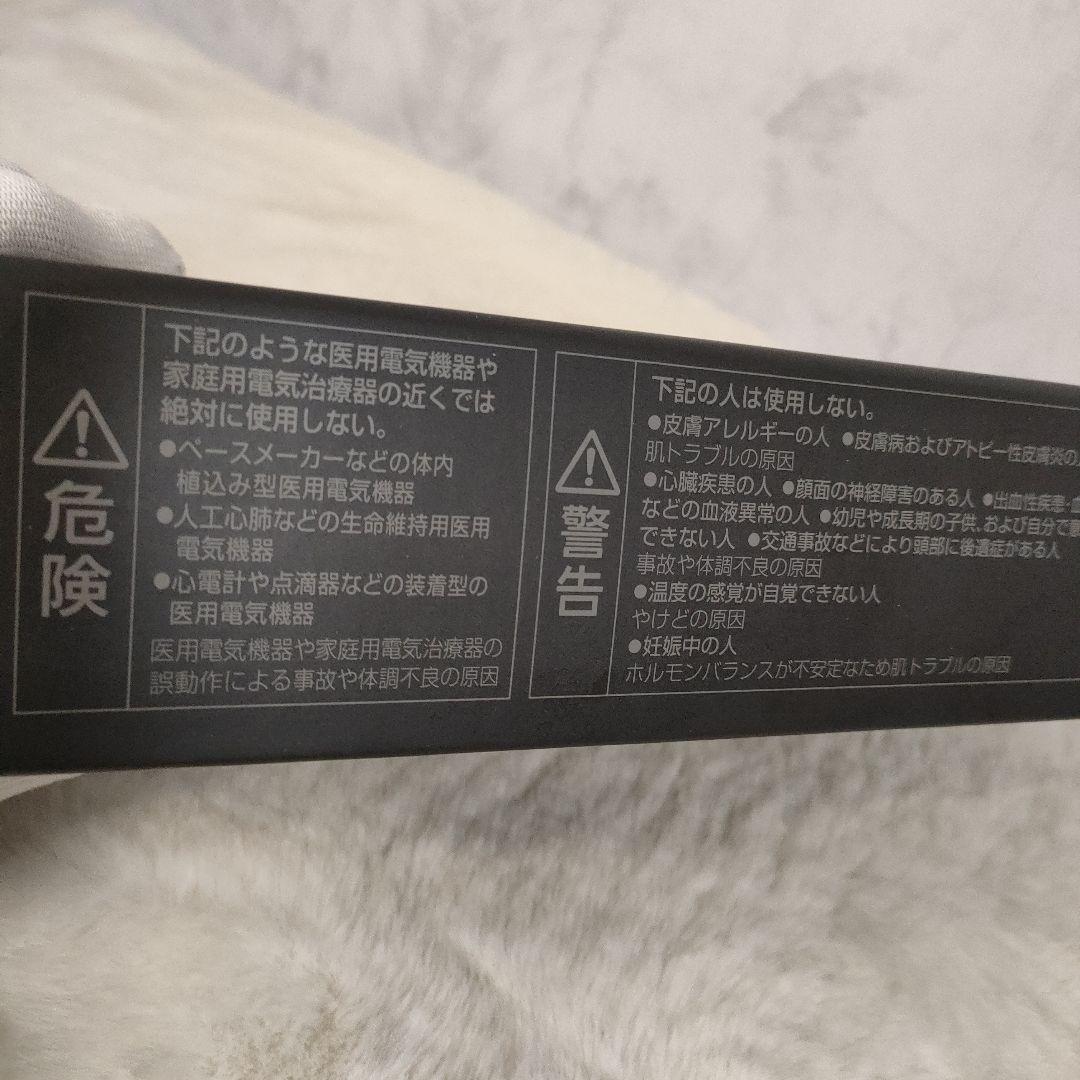 危険
下記のような医用電気機器や
家庭用電気治療器の近くでは
絶対に使用しない。
●ペースメーカーなどの体内
植込み型医用電気機器
●人工心肺などの生命維持用医用
電気機器
●心電計や点滴器などの装着型の
医用電気機器
医用電気機器や家庭用電気治療器の
誤動作による事故や体調不良の原因
警告
下記の人は使用しない。
●皮膚アレルギーの人 ●皮膚病およびアトピー性皮膚炎の
肌トラブルの原因
●心臓疾患の人 ●顔面の神経障害のある人 ●出血性疾患・
などの血液異常の人 ●幼児や成長期の子供、および自分で
できない人 ●交通事故などにより頭部に後遺症がある人
事故や体調不良の原因
●温度の感覚が自覚できない人
やけどの原因
●妊娠中の人
ホルモンバランスが不安定なため肌トラブルの原因